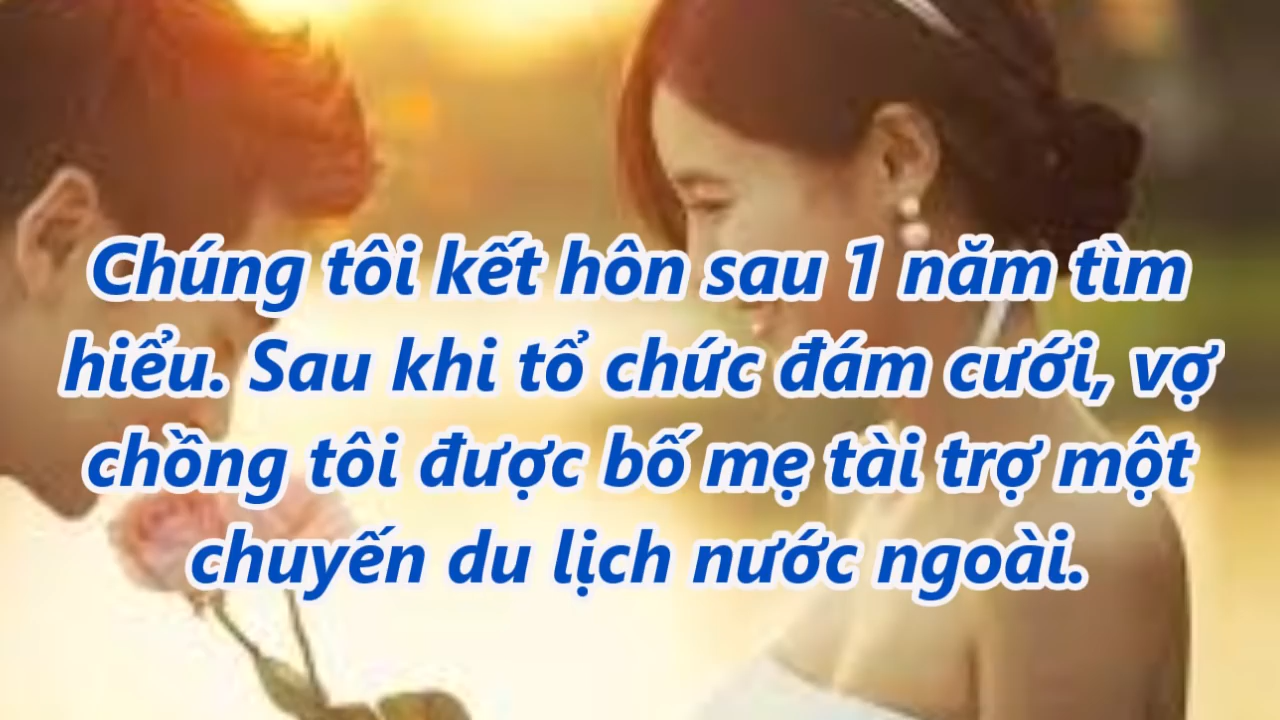 Chúng tôi kết hôn sau 1 năm tìm
hiểu. Sau khi tổ chức đám cưới, vợ
chồng tôi được bố mẹ tài trợ một
chuyến du lịch nước ngoài.